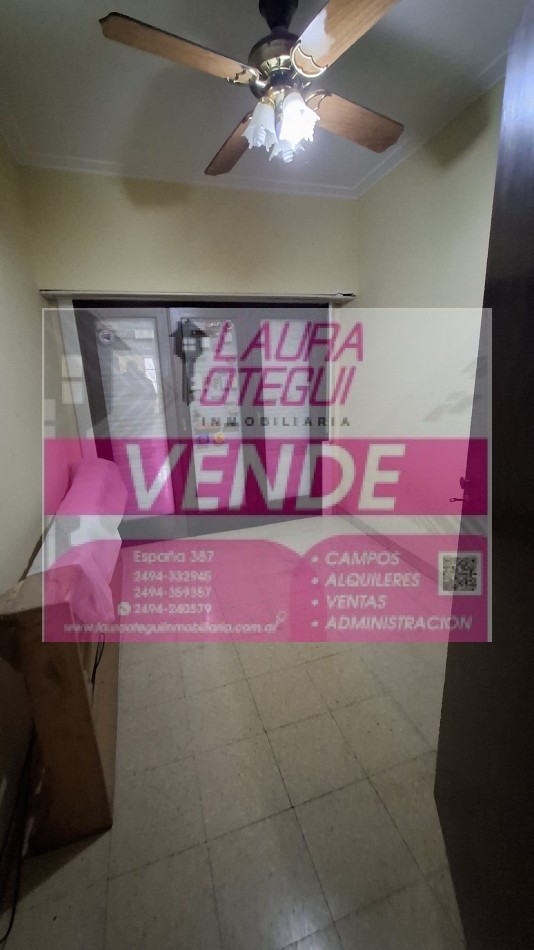 LAURA
OTEGUI
INMOBILIARIA
VENDE
España 387
2494-332945
2494-359357
2494-240579
www.lauraoteguiinmobiliaria.com.ar
• CAMPOS
• ALQUILERES
• VENTAS
• ADMINISTRACION